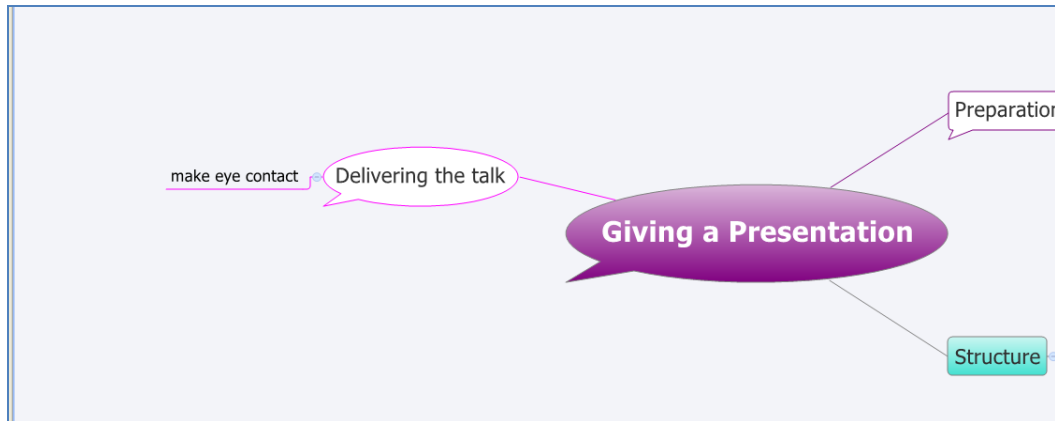 Preparation
make eye contact
Delivering the talk
Giving a Presentation
Structure